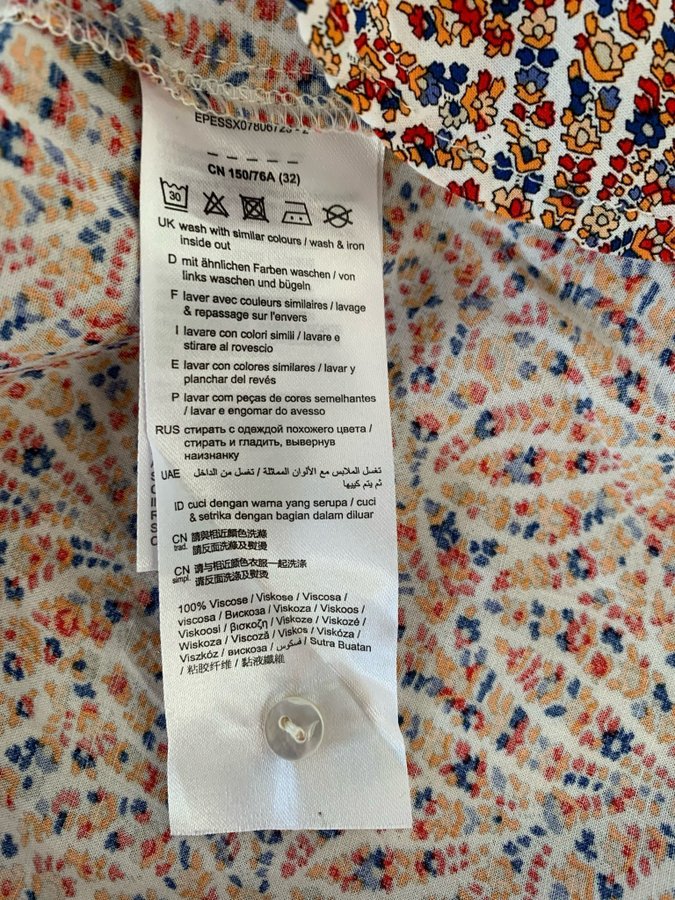 CN 150/76A (32)
30
UK wash with similar colours / wash & iron
inside out
D mit ähnlichen Farben waschen / von
links waschen und bügeln
F laver avec couleurs similaires / lavage
& repassage sur l'envers
I lavare con colori simili / lavare e
stirare al rovescio
E lavar con colores similares / lavar y
planchar del revés
P lavar com peças de cores semelhantes
/ lavar e engomar do avesso
RUS стирать с одеждой похожего цвета /
стирать и гладить, вывернув
наизнанку
UAE تغسل الملابس مع الألوان المماثلة / تغسل من الداخل
ثم يتم كييها
ID cuci dengan warna yang serupa / cuci
& setrika dengan bagian dalam diluar
CN trad. 請與相近顏色洗滌
請反面洗滌及熨燙
CN simpl. 请与相近颜色衣服一起洗涤
请反面洗涤及熨烫
100% Viscose / Viskose / Viscosa /
viscosa / Вискоза / Viskoza / Viskoos /
Viskoosi / βισκοζη / Viskoze / Viskozė /
Wiskoza / Viscoză / Viskos / Viskóza /
Viszkóz / вискоза / فسكوس / Sutra Buatan
/ 粘胶纤维 / 黏液纖維